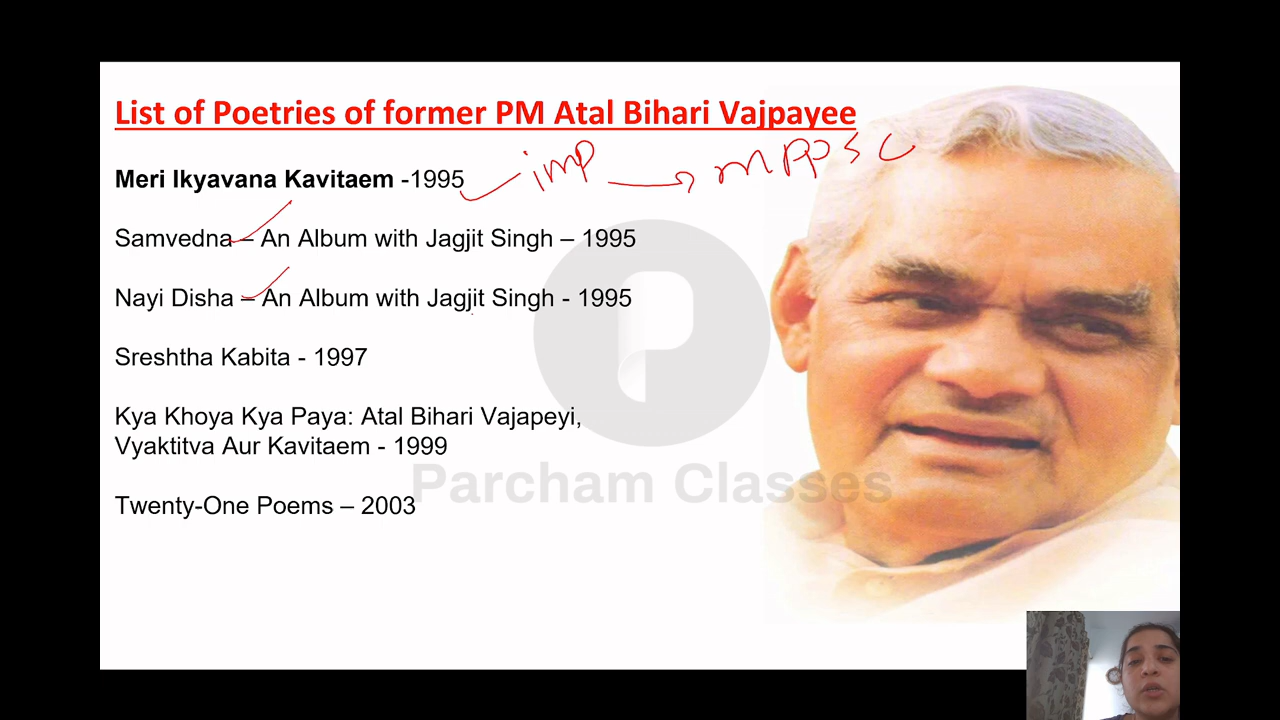 List of Poetries of former PM Atal Bihari Vajpayee
imp → MPPSC
Meri Ikyavana Kavitaem -1995
Samvedna – An Album with Jagjit Singh – 1995
Nayi Disha – An Album with Jagjit Singh - 1995
Sreshtha Kabita - 1997
Kya Khoya Kya Paya: Atal Bihari Vajapeyi,
Vyaktitva Aur Kavitaem - 1999
Parcham Classes
Twenty-One Poems – 2003